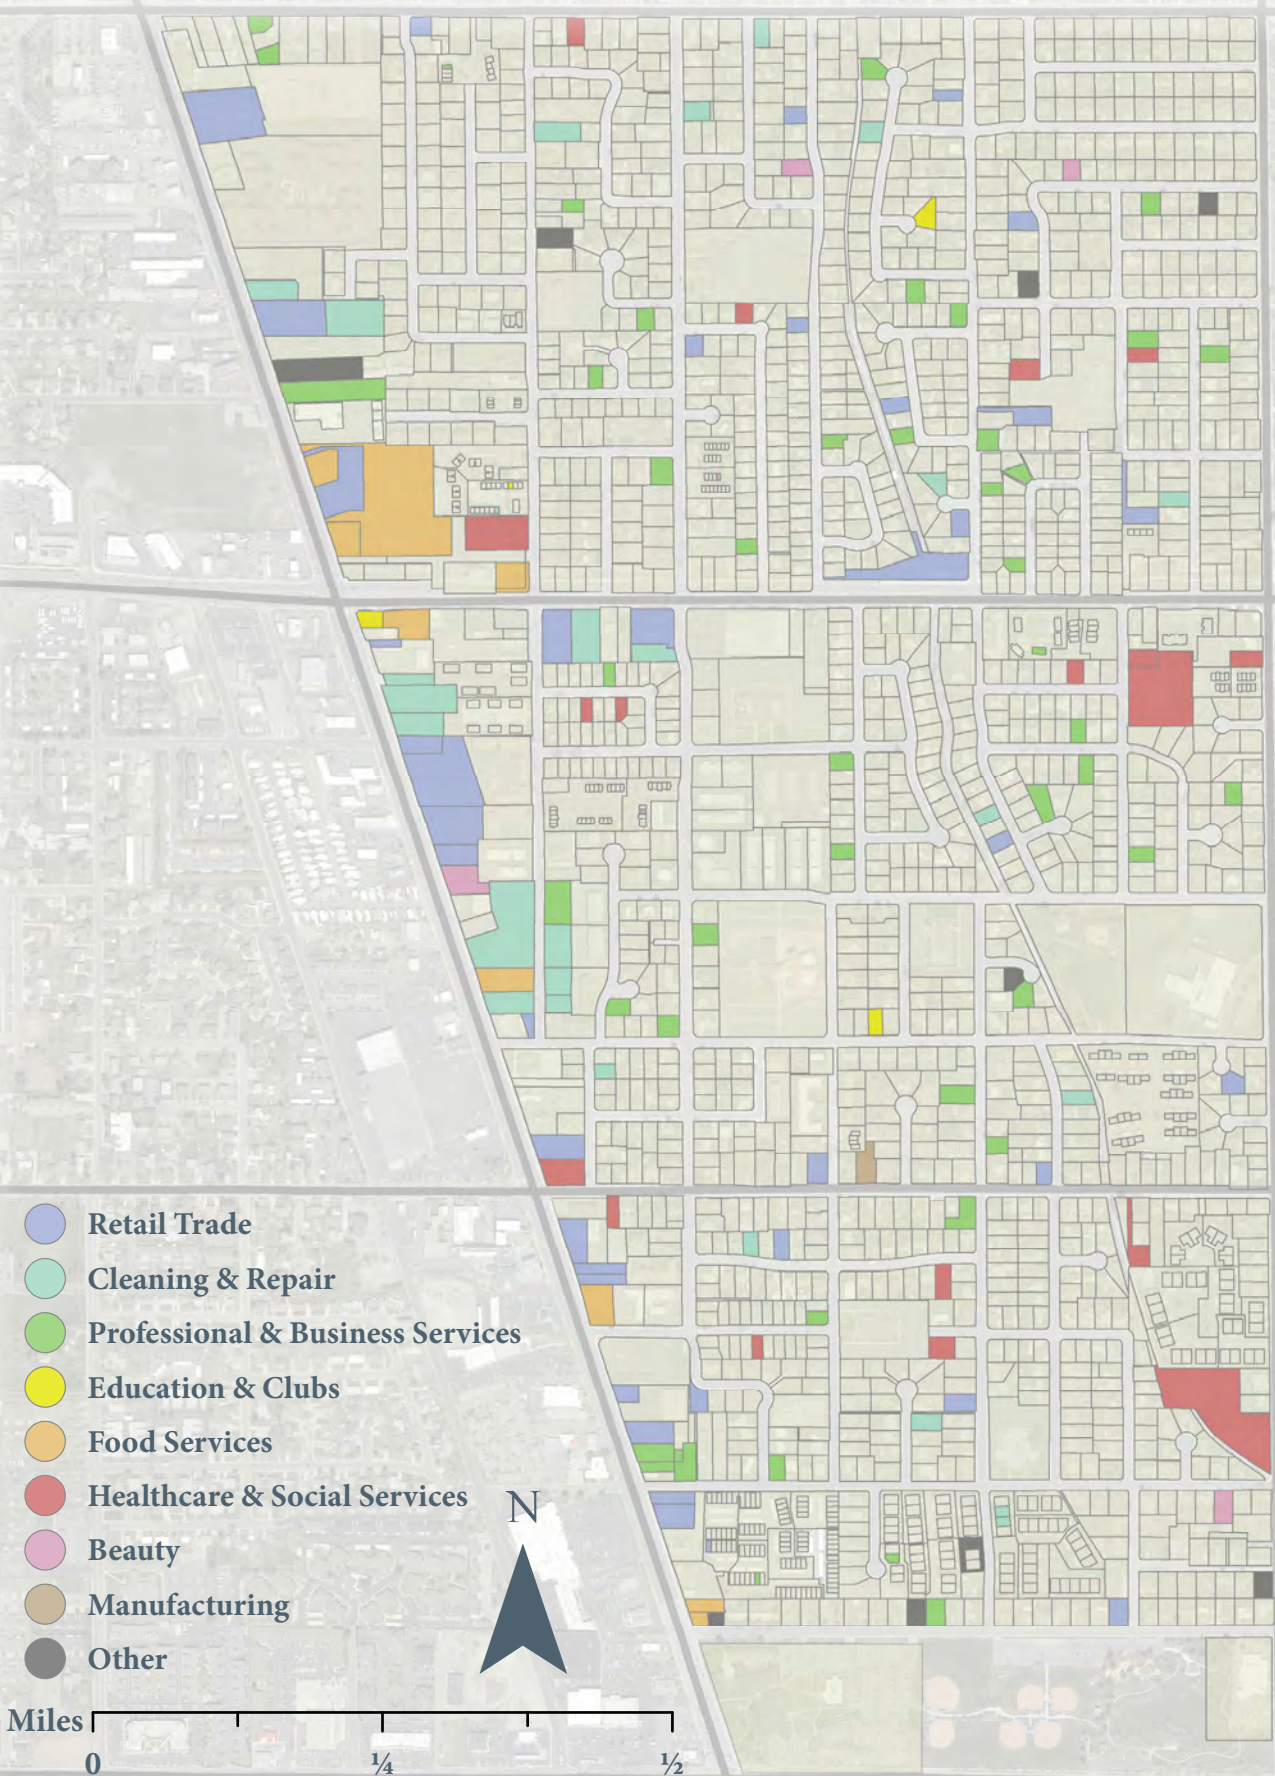 Retail Trade
Cleaning & Repair
Professional & Business Services
Education & Clubs
Food Services
Healthcare & Social Services
Beauty
Manufacturing
Other
N
Miles
0 ¼ ½